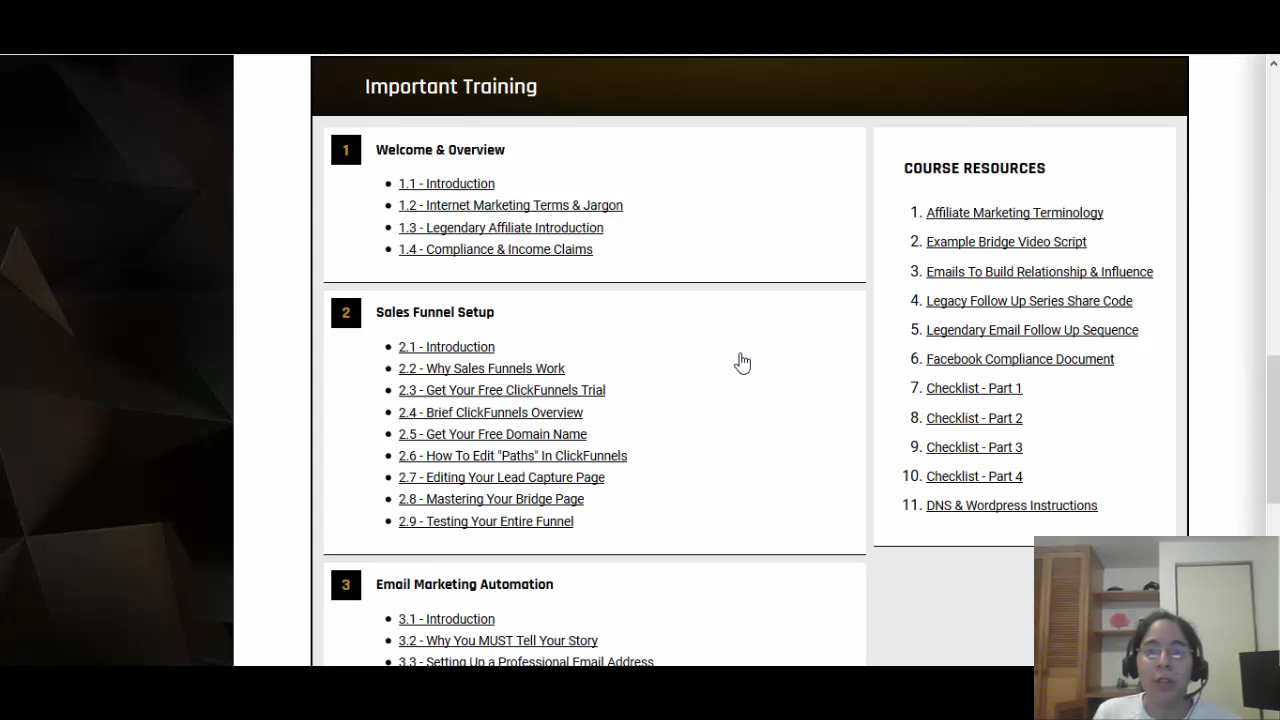 Important Training
1 Welcome & Overview
1.1 - Introduction
1.2 - Internet Marketing Terms & Jargon
1.3 - Legendary Affiliate Introduction
1.4 - Compliance & Income Claims
2 Sales Funnel Setup
2.1 - Introduction
2.2 - Why Sales Funnels Work
2.3 - Get Your Free ClickFunnels Trial
2.4 - Brief ClickFunnels Overview
2.5 - Get Your Free Domain Name
2.6 - How To Edit "Paths" In ClickFunnels
2.7 - Editing Your Lead Capture Page
2.8 - Mastering Your Bridge Page
2.9 - Testing Your Entire Funnel
3 Email Marketing Automation
3.1 - Introduction
3.2 - Why You MUST Tell Your Story
3.3 - Setting Up a Professional Email Address
COURSE RESOURCES
1. Affiliate Marketing Terminology
2. Example Bridge Video Script
3. Emails To Build Relationship & Influence
4. Legacy Follow Up Series Share Code
5. Legendary Email Follow Up Sequence
6. Facebook Compliance Document
7. Checklist - Part 1
8. Checklist - Part 2
9. Checklist - Part 3
10. Checklist - Part 4
11. DNS & Wordpress Instructions